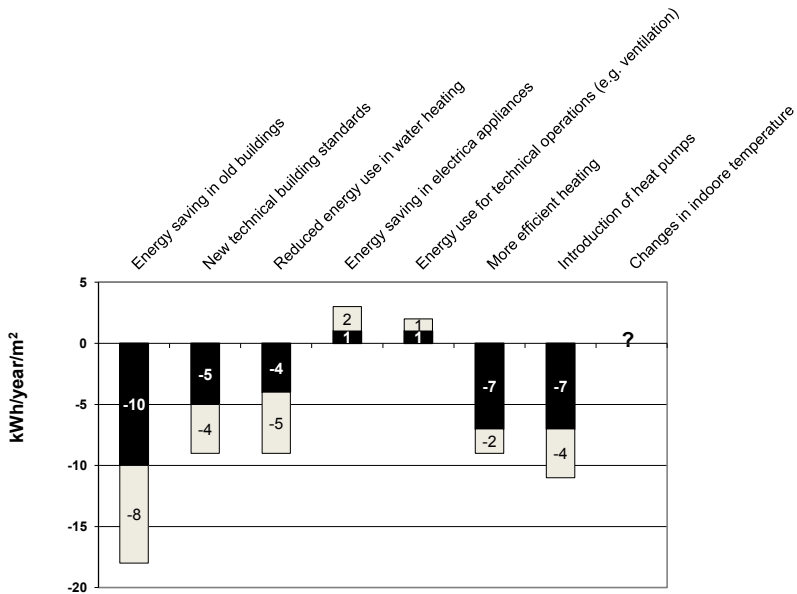 Energy saving in old buildings
New technical building standards
Reduced energy use in water heating
Energy saving in electrica appliances
Energy use for technical operations (e.g. ventilation)
More efficient heating
Introduction of heat pumps
Changes in indoore temperature
kWh/year/m²
5
0
-5
-10
-15
-20
-10
-8
-5
-4
-4
-5
2
1
1
1
-7
-2
-7
-4
?